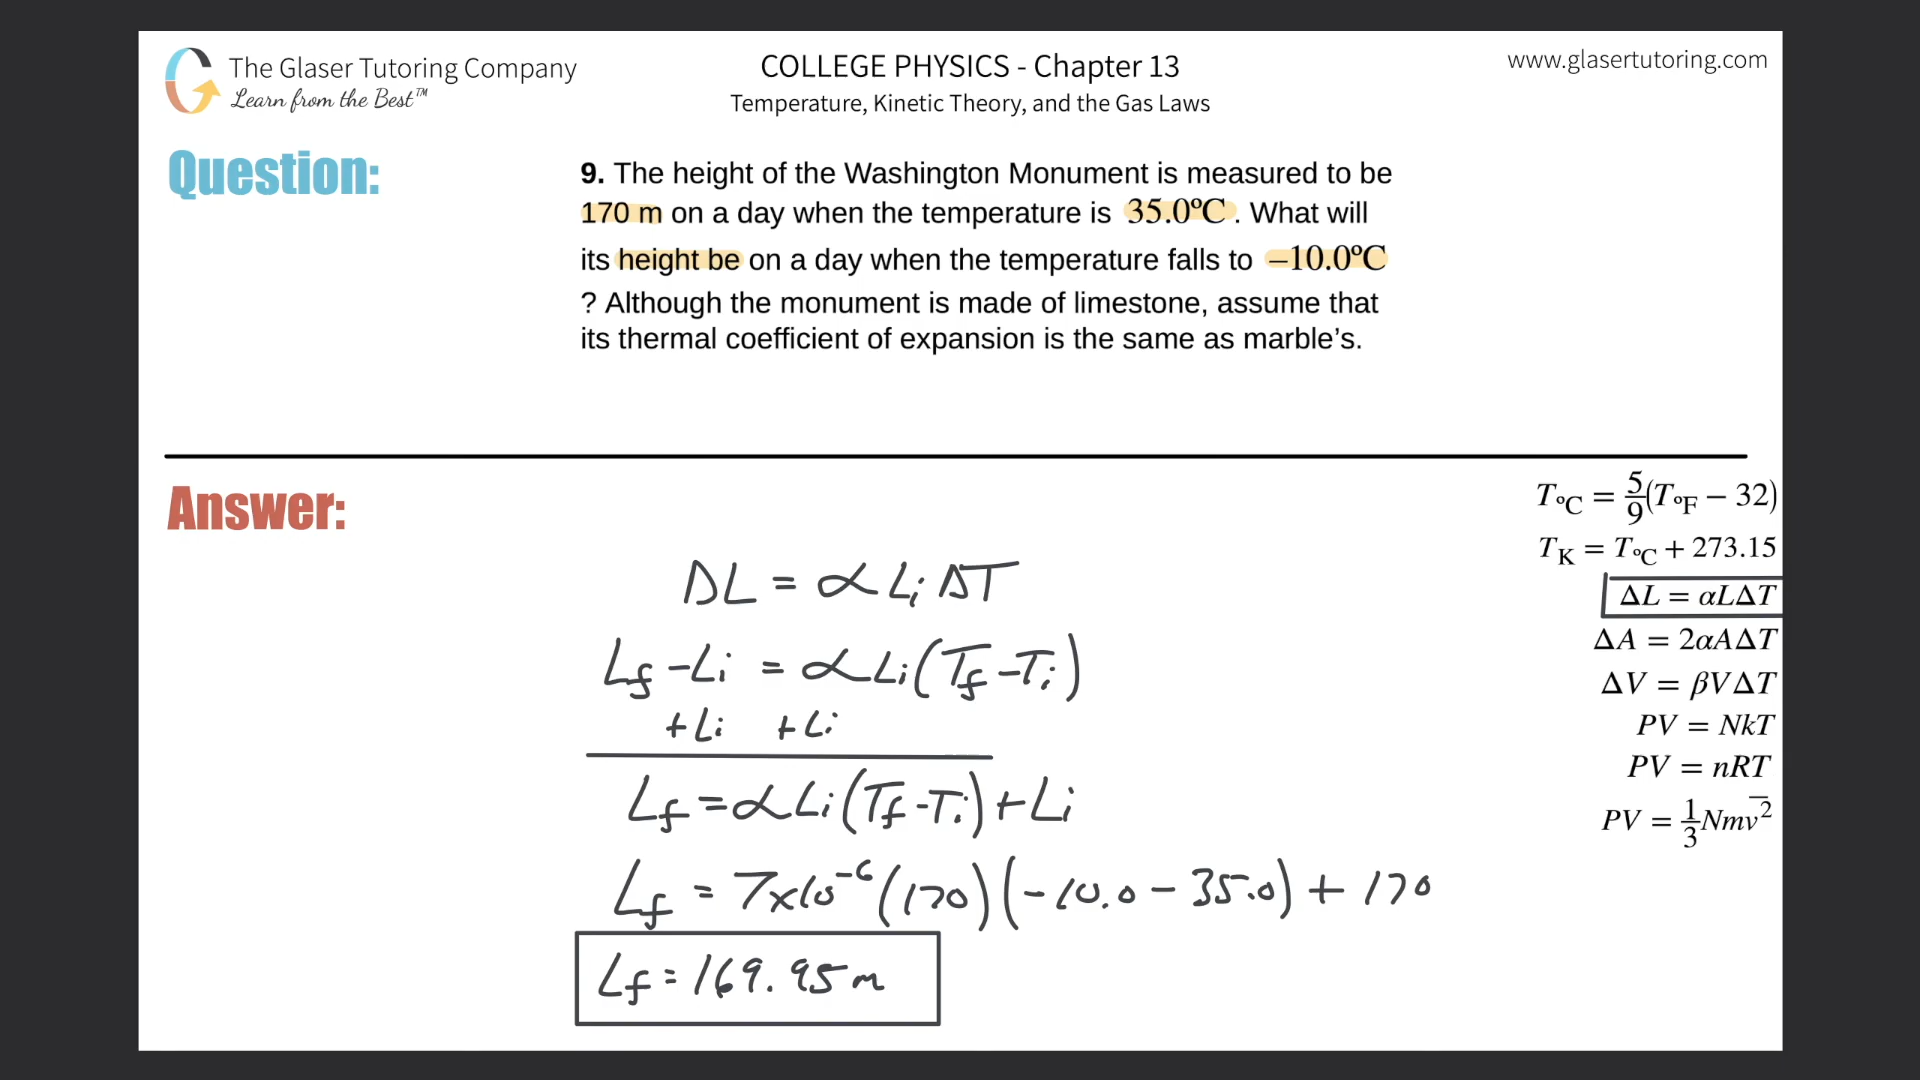 The Glaser Tutoring Company
Learn from the Best™
COLLEGE PHYSICS - Chapter 13
Temperature, Kinetic Theory, and the Gas Laws
www.glasertutoring.com
Question:
9. The height of the Washington Monument is measured to be
170 m on a day when the temperature is 35.0ºC . What will
its height be on a day when the temperature falls to –10.0ºC
? Although the monument is made of limestone, assume that
its thermal coefficient of expansion is the same as marble's.
Answer:
ΔL = αLiΔT
Lf -Li = αLi(Tf-Ti)
+Li +Li
Lf = αLi(Tf-Ti)+Li
Lf = 7x10⁻⁶(170)(-10.0-35.0)+170
Lf = 169.95m
TºC = 5/9(TºF − 32)
TK = TºC + 273.15
ΔL = αLΔT
ΔA = 2αAΔT
ΔV = βVΔT
PV = NkT
PV = nRT
PV = 1/3Nmv̅²